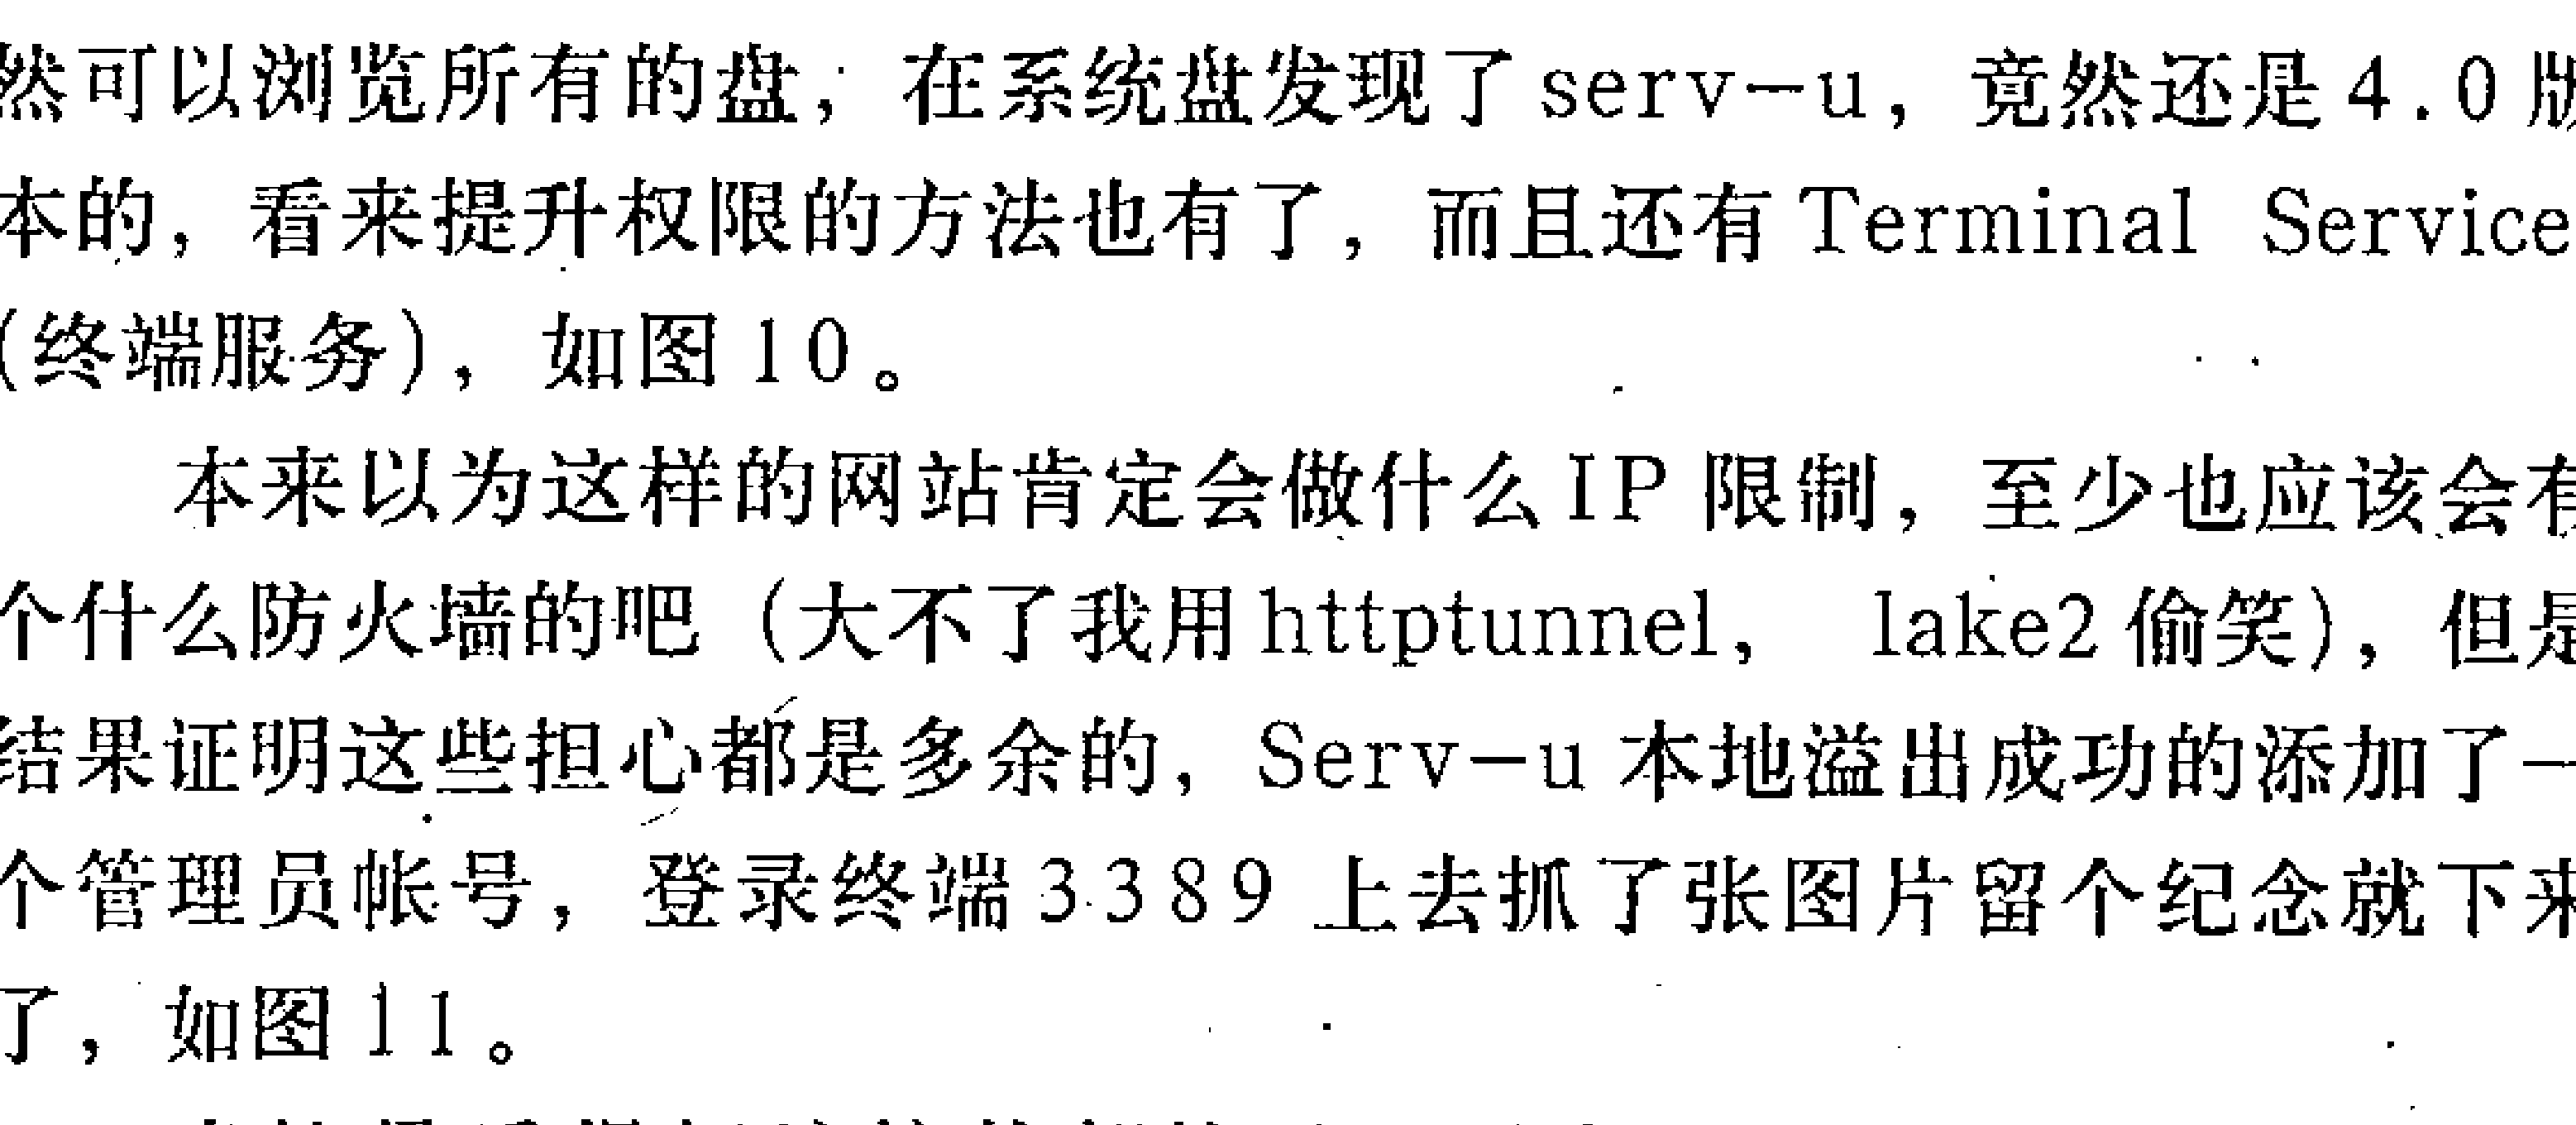 然可以浏览所有的盘，在系统盘发现了serv-u，竟然还是4.0版
本的，看来提升权限的方法也有了，而且还有Terminal Service
(终端服务)，如图10。
本来以为这样的网站肯定会做什么IP限制，至少也应该会有
个什么防火墙的吧（大不了我用httptunnel， lake2偷笑），但是
结果证明这些担心都是多余的，Serv-u本地溢出成功的添加了一
个管理员帐号，登录终端3389上去抓了张图片留个纪念就下来
了，如图11。